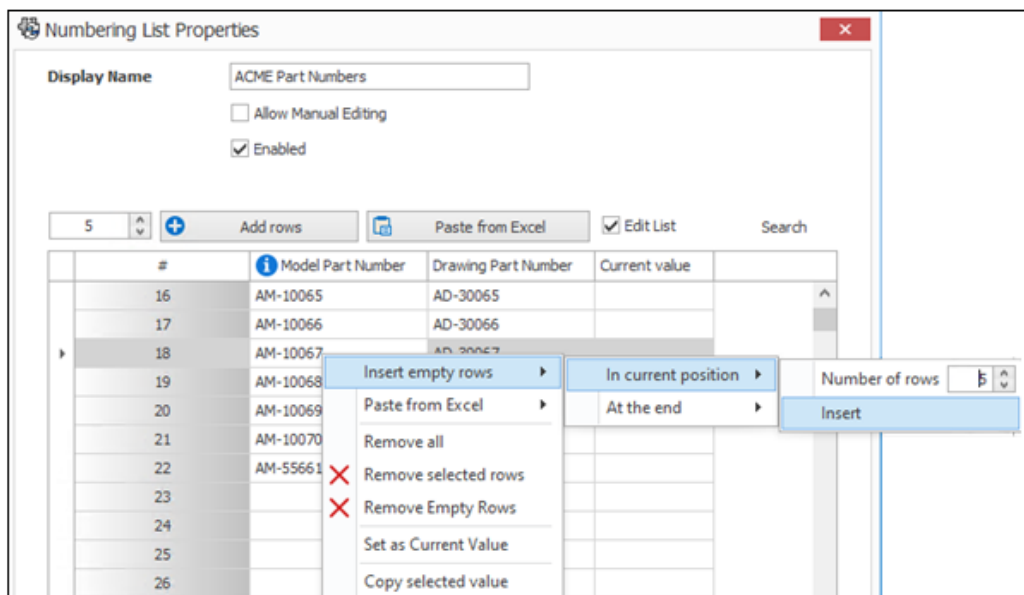 Numbering List Properties
Display Name ACME Part Numbers
Allow Manual Editing
Enabled
5 Add rows Paste from Excel Edit List Search
# Model Part Number Drawing Part Number Current value
16 AM-10065 AD-30065
17 AM-10066 AD-30066
18 AM-10067 AD-30067
Insert empty rows In current position Number of rows 5
19 AM-10068
Paste from Excel At the end Insert
20 AM-10069
21 AM-10070 Remove all
22 AM-55661 Remove selected rows
23 Remove Empty Rows
24
Set as Current Value
25
26 Copy selected value